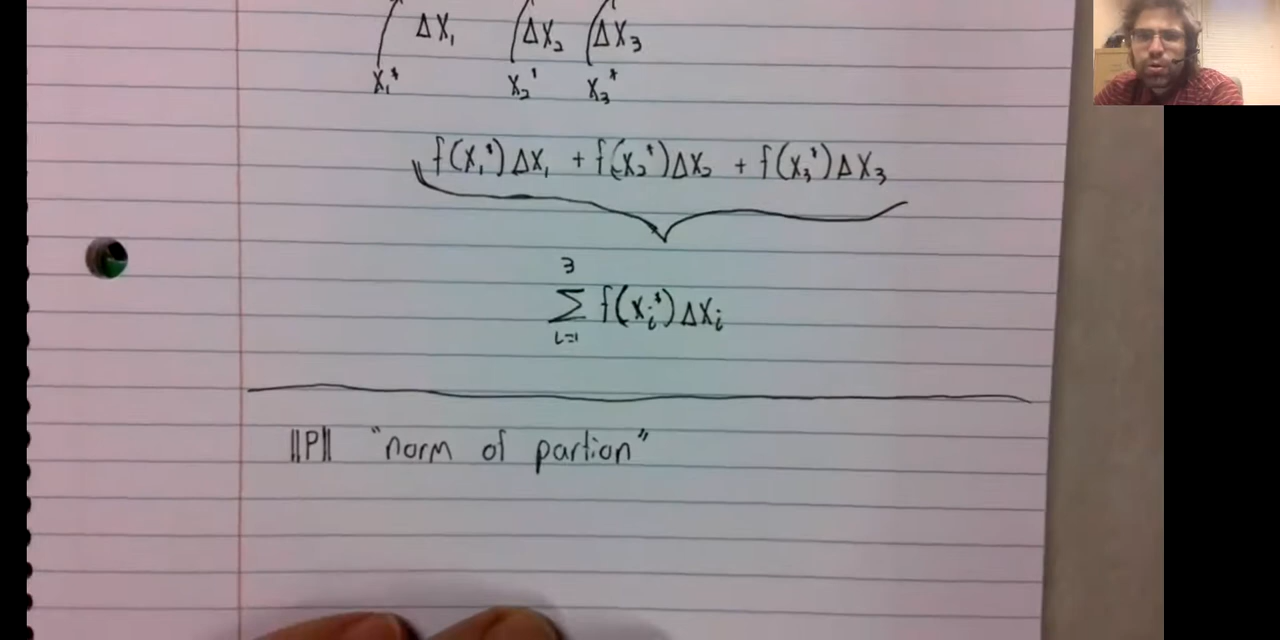 ΔX₁ ΔX₂ ΔX₃
X₁* X₂* X₃*
f(X₁*)ΔX₁ + f(X₂*)ΔX₂ + f(X₃*)ΔX₃
3
Σ f(Xᵢ*)ΔXᵢ
i=1
||P|| "norm of partion"